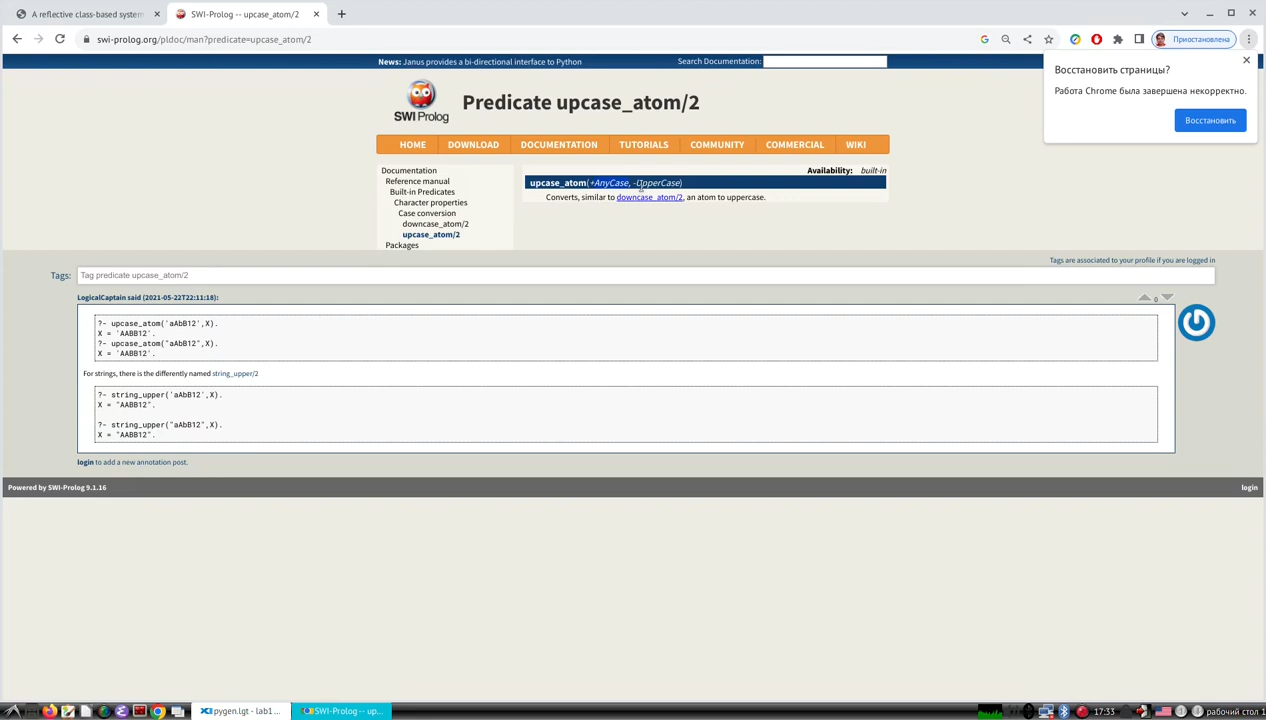 A reflective class-based system
SWI-Prolog -- upcase_atom/2
swi-prolog.org/pldoc/man?predicate=upcase_atom/2
Приостановлена
Восстановить страницы?
Работа Chrome была завершена некорректно.
Восстановить
News: Janus provides a bi-directional interface to Python
Search Documentation:
SWI Prolog
Predicate upcase_atom/2
HOME DOWNLOAD DOCUMENTATION TUTORIALS COMMUNITY COMMERCIAL WIKI
Documentation
Reference manual
Built-in Predicates
Character properties
Case conversion
downcase_atom/2
upcase_atom/2
Packages
Availability: built-in
upcase_atom(+AnyCase, -UpperCase)
Converts, similar to downcase_atom/2, an atom to uppercase.
Tags are associated to your profile if you are logged in
Tags:
Tag predicate upcase_atom/2
LogicalCaptain said (2021-05-22T22:11:18):
0
?- upcase_atom('aAbB12',X).
X = 'AABB12'.
?- upcase_atom("aAbB12",X).
X = 'AABB12'.
For strings, there is the differently named string_upper/2
?- string_upper('aAbB12',X).
X = "AABB12".
?- string_upper("aAbB12",X).
X = "AABB12".
login to add a new annotation post.
Powered by SWI-Prolog 9.1.16
login
pygen.lgt - lab1 ...
SWI-Prolog -- up...
17:33
рабочий стол 1